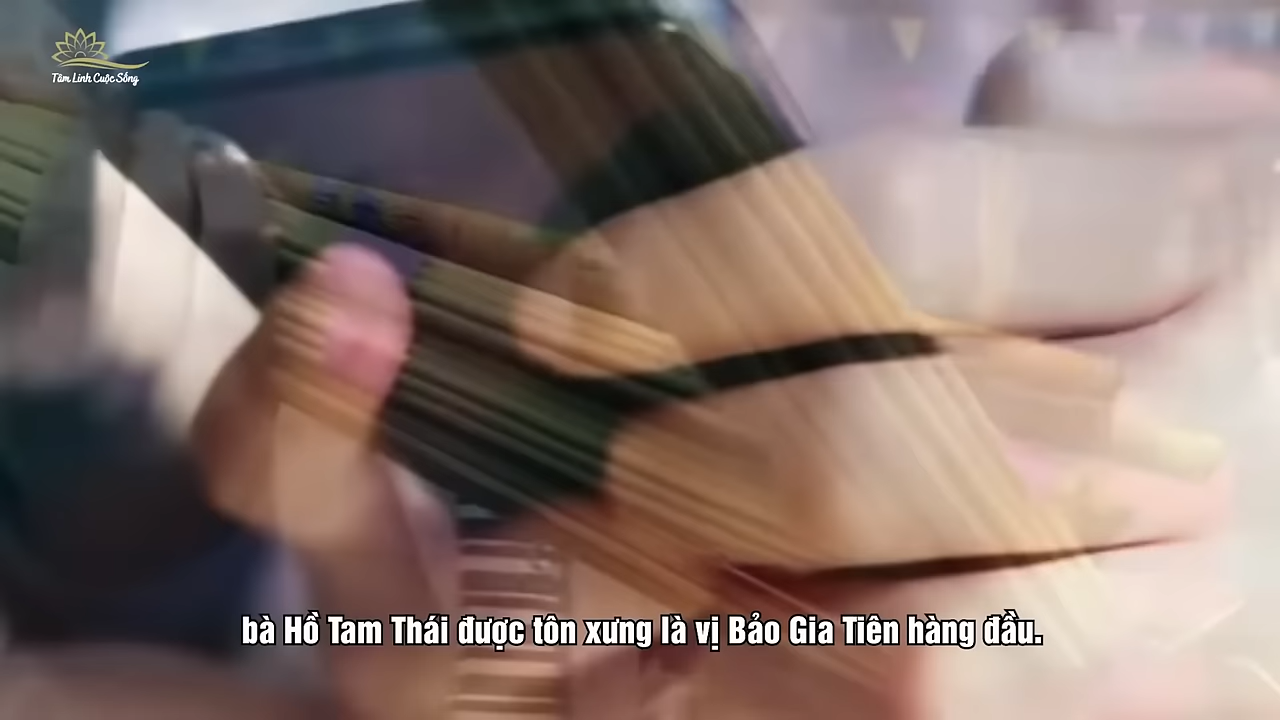 Tâm Linh Cuộc Sống
bà Hồ Tam Thái được tôn xưng là vị Bảo Gia Tiên hàng đầu.